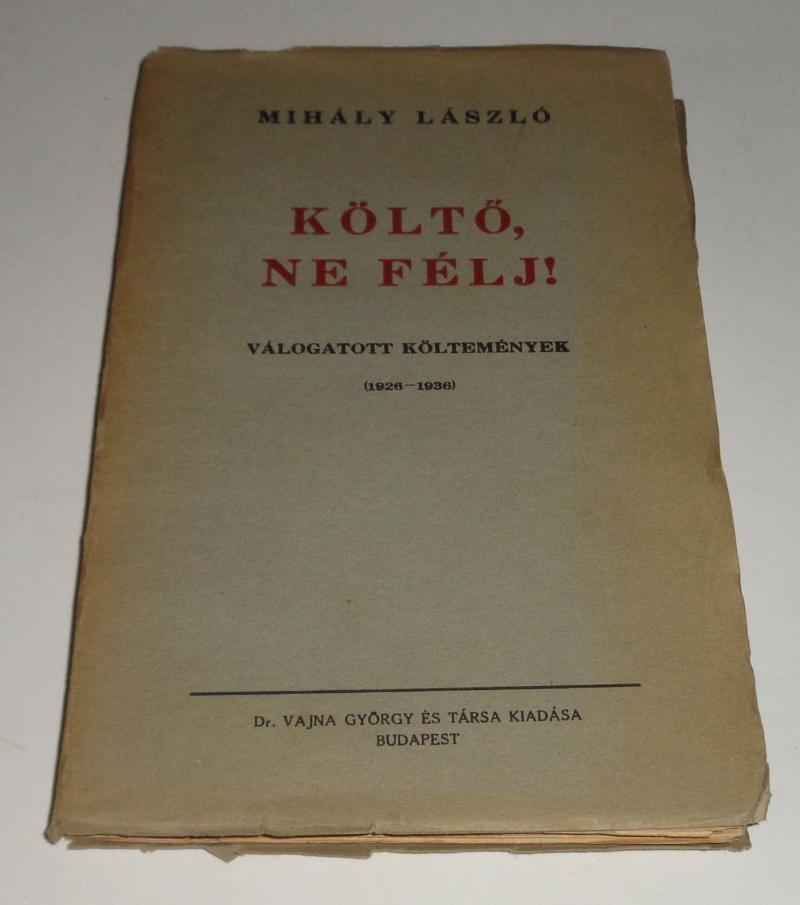 MIHÁLY LÁSZLÓ
KÖLTŐ,
NE FÉLJ!
VÁLOGATOTT KÖLTEMÉNYEK
(1926—1936)
Dr. VAJNA GYÖRGY ÉS TÁRSA KIADÁSA
BUDAPEST